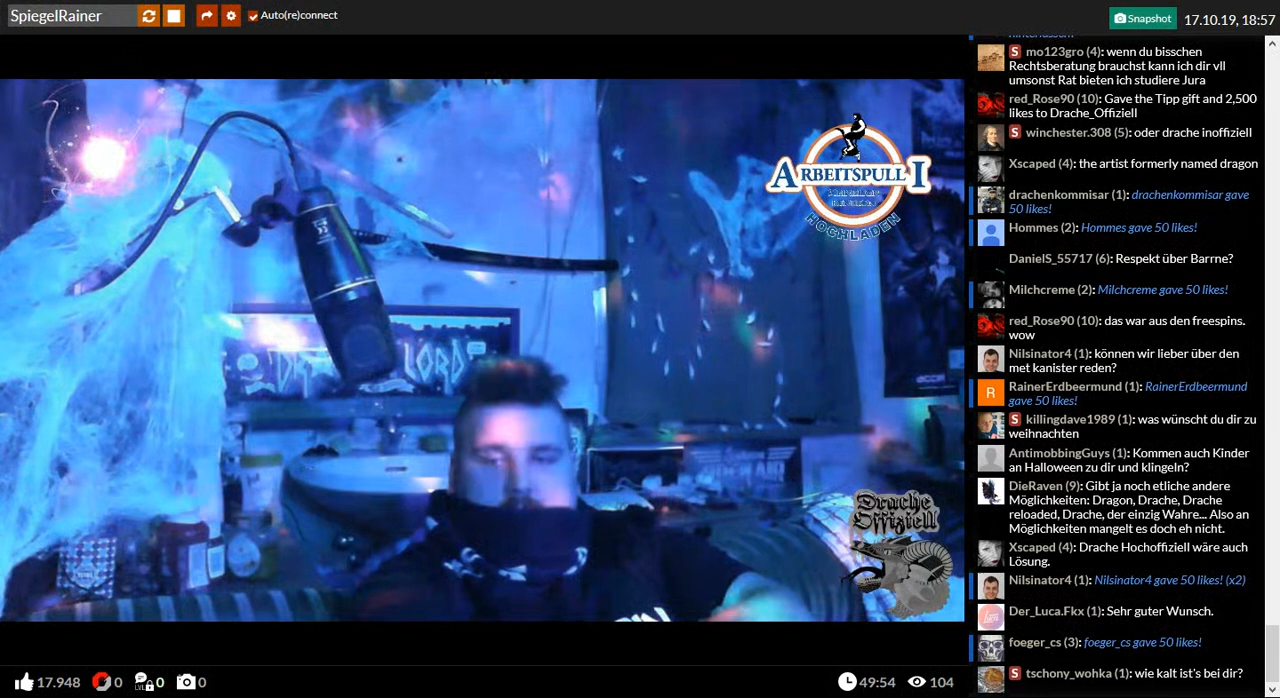 SpiegelRainer
Auto(re)connect
Snapshot
17.10.19, 18:57
ARBEITSPULLI
HOCHLADEN
LORD
Drache
Offiziell
S mo123gro (4): wenn du bisschen
Rechtsberatung brauchst kann ich dir vll
umsonst Rat bieten ich studiere Jura
red_Rose90 (10): Gave the Tipp gift and 2,500
likes to Drache_Offiziell
S winchester.308 (5): oder drache inoffiziell
Xscaped (4): the artist formerly named dragon
drachenkommisar (1): drachenkommisar gave
50 likes!
Hommes (2): Hommes gave 50 likes!
DanielS_55717 (6): Respekt über Barrne?
Milchcreme (2): Milchcreme gave 50 likes!
red_Rose90 (10): das war aus den freespins.
wow
Nilsinator4 (1): können wir lieber über den
met kanister reden?
R
RainerErdbeermund (1): RainerErdbeermund
gave 50 likes!
S killingdave1989 (1): was wünscht du dir zu
weihnachten
AntimobbingGuys (1): Kommen auch Kinder
an Halloween zu dir und klingeln?
DieRaven (9): Gibt ja noch etliche andere
Möglichkeiten: Dragon, Drache, Drache
reloaded, Drache, der einzig Wahre... Also an
Möglichkeiten mangelt es doch eh nicht.
Xscaped (4): Drache Hochoffiziell wäre auch
Lösung.
Nilsinator4 (1): Nilsinator4 gave 50 likes! (x2)
Der_Luca.Fkx (1): Sehr guter Wunsch.
foeger_cs (3): foeger_cs gave 50 likes!
S tschony_wohka (1): wie kalt ist's bei dir?
17.948 0 LVL 0 0
49:54 104